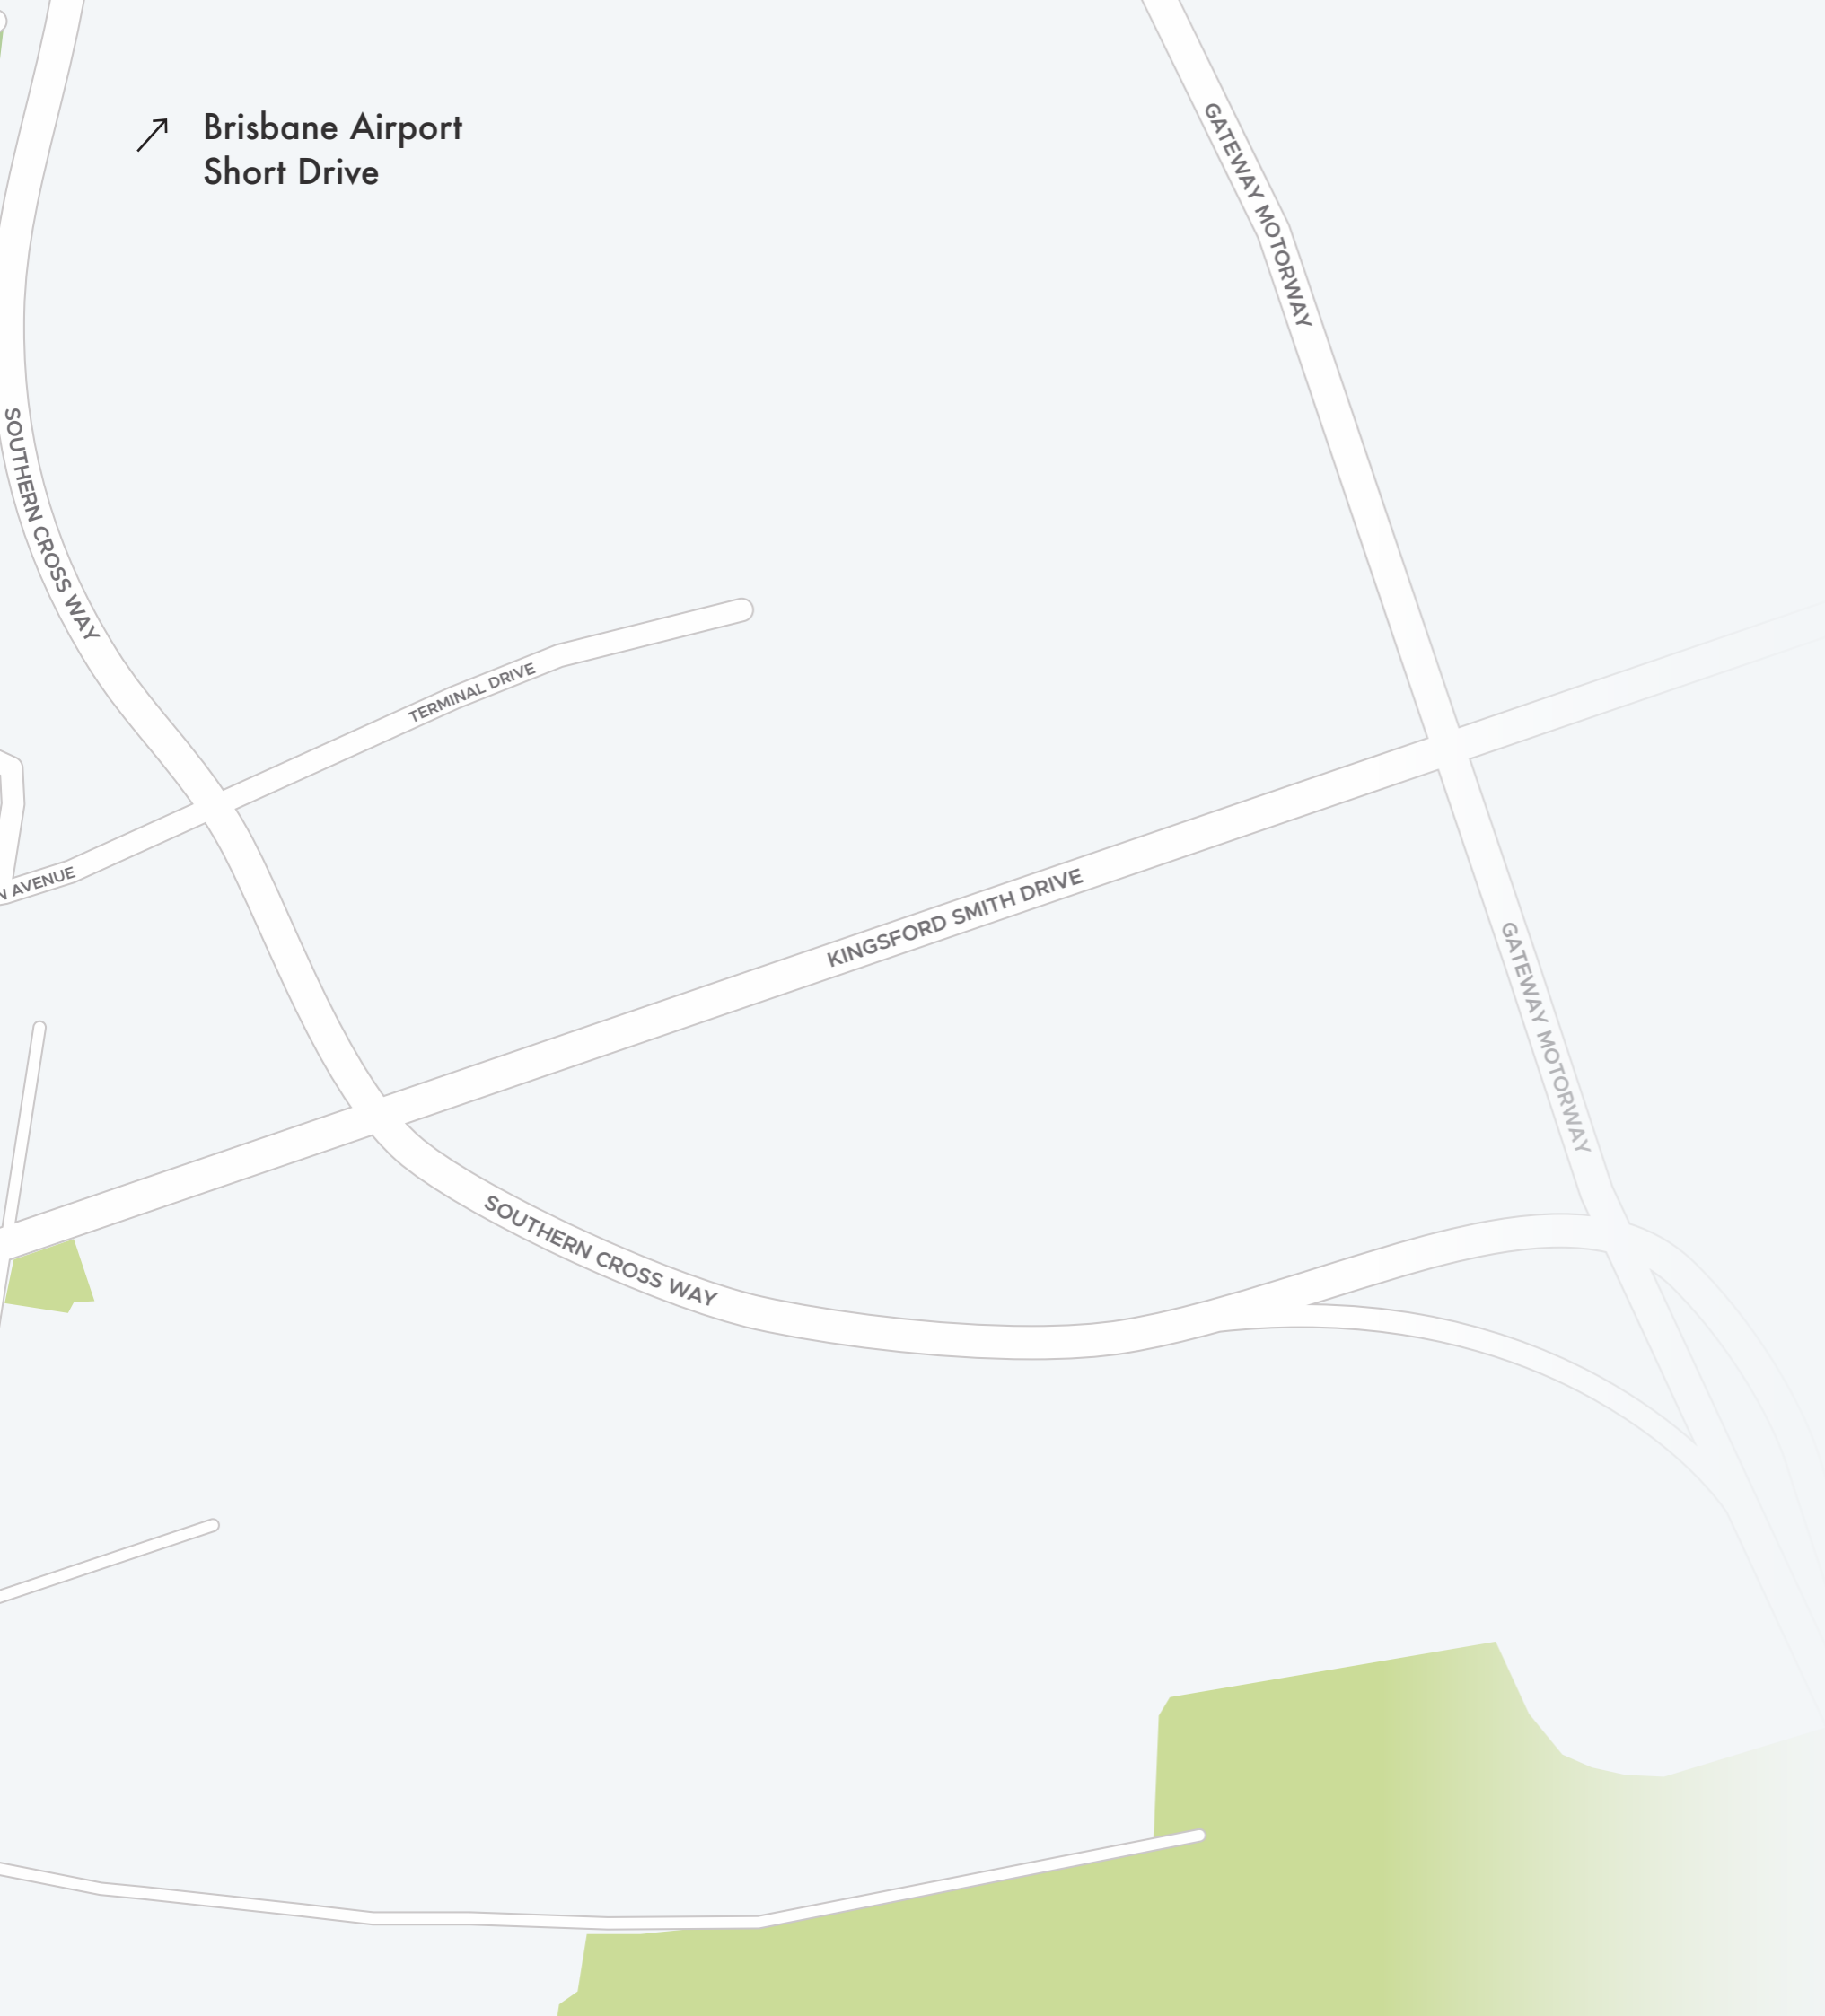 Brisbane Airport
Short Drive
GATEWAY MOTORWAY
SOUTHERN CROSS WAY
TERMINAL DRIVE
AVENUE
KINGSFORD SMITH DRIVE
GATEWAY MOTORWAY
SOUTHERN CROSS WAY